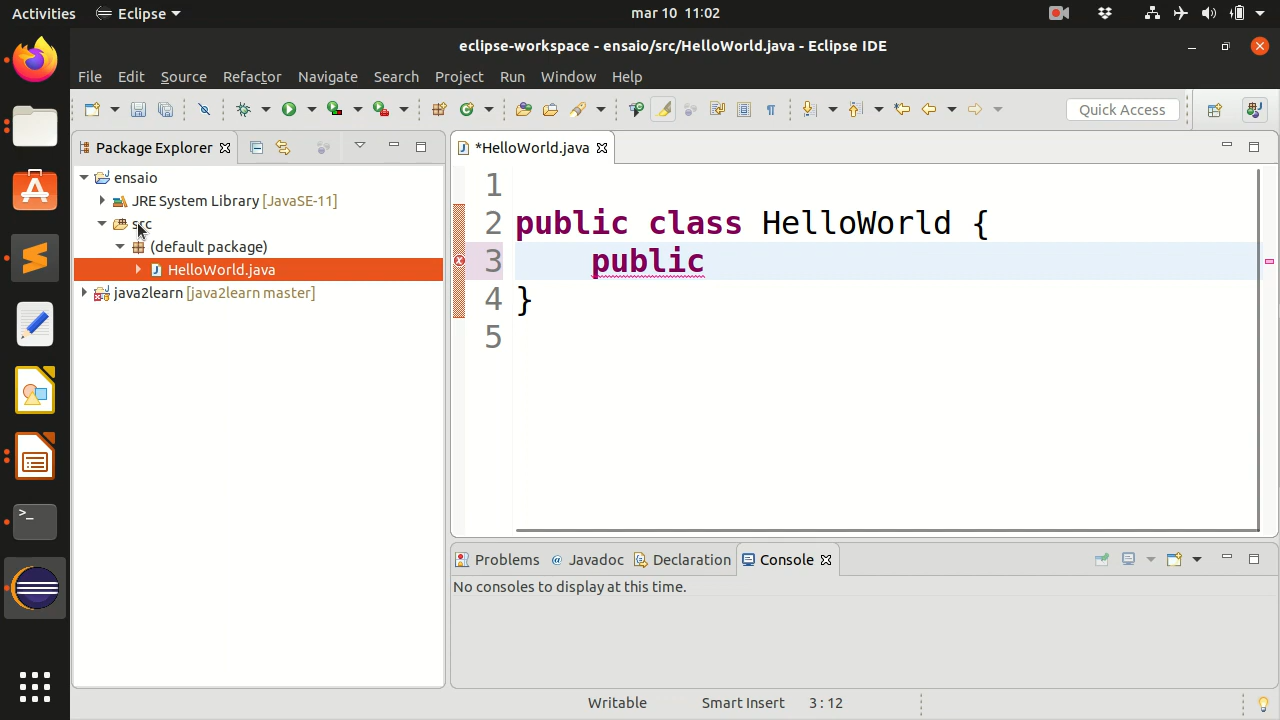 Activities Eclipse mar 10 11:02
eclipse-workspace - ensaio/src/HelloWorld.java - Eclipse IDE
File Edit Source Refactor Navigate Search Project Run Window Help
Quick Access
Package Explorer
ensaio
JRE System Library [JavaSE-11]
src
(default package)
HelloWorld.java
java2learn [java2learn master]
*HelloWorld.java
1
2 public class HelloWorld {
3 public
4 }
5
Problems Javadoc Declaration Console
No consoles to display at this time.
Writable Smart Insert 3 : 12